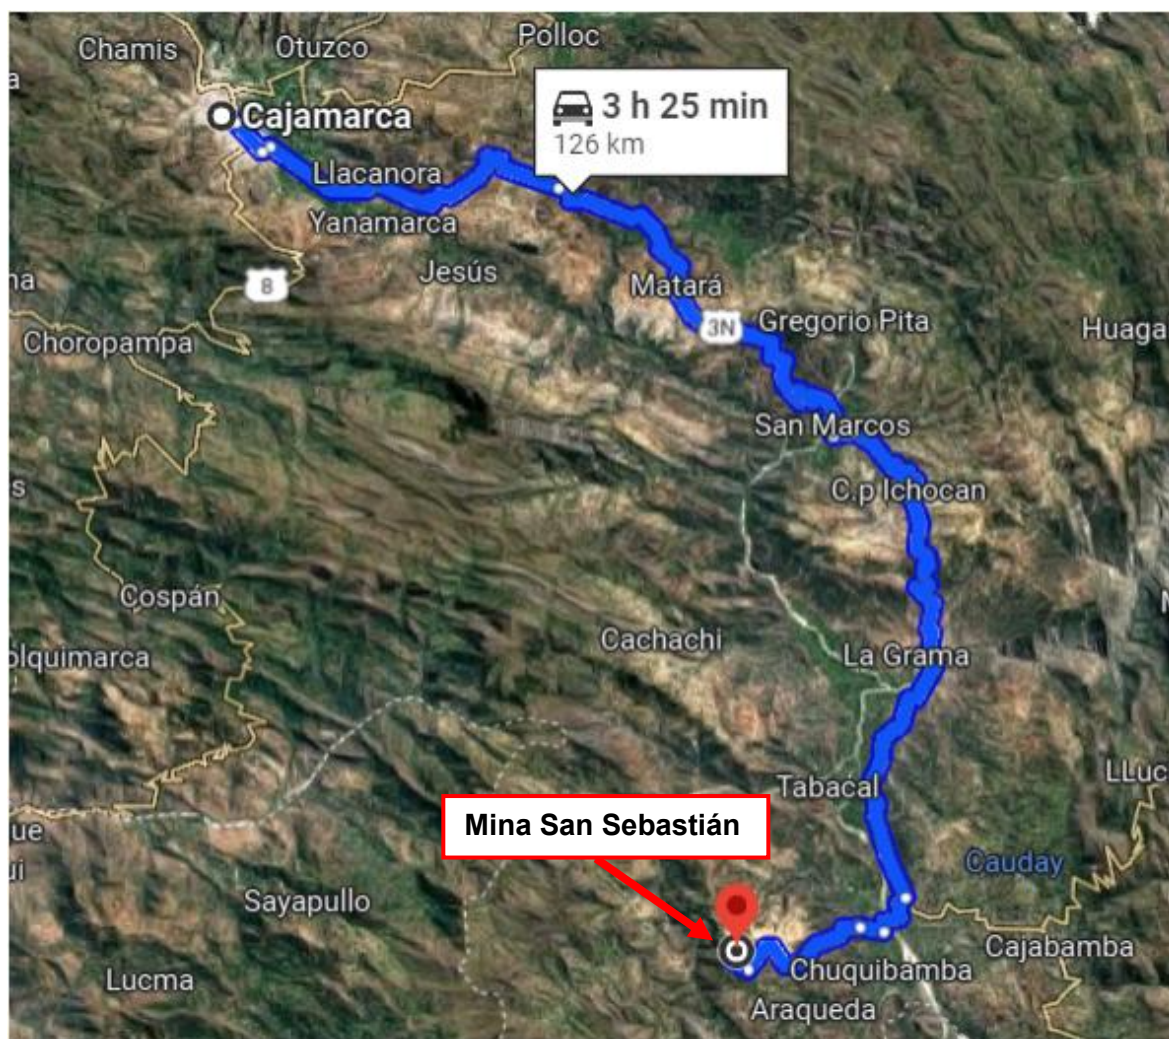 Chamis
Otuzco
Polloc
Cajamarca
3 h 25 min
126 km
Llacanora
Yanamarca
Jesús
8
Matará
3N
Gregorio Pita
Huaga
Choropampa
San Marcos
C.p Ichocan
Cospán
Cachachi
La Grama
olquimarca
Tabacal
LLuc
Mina San Sebastián
Cauday
Sayapullo
Cajabamba
Chuquibamba
Lucma
Araqueda